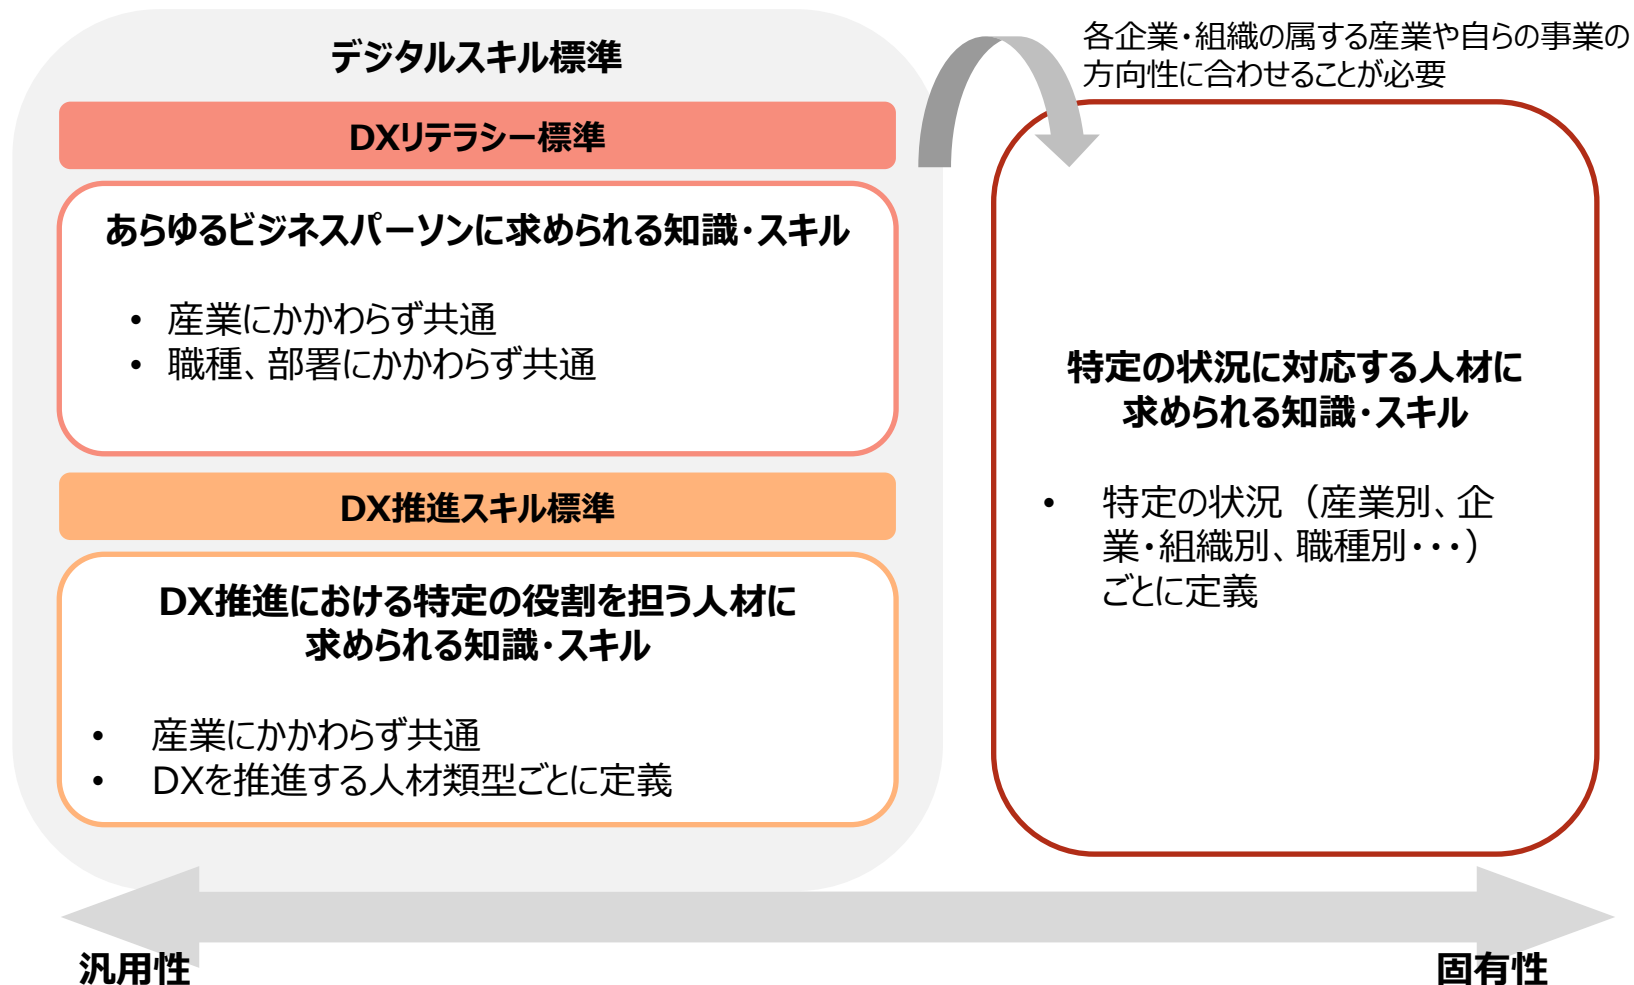 デジタルスキル標準
DXリテラシー標準
あらゆるビジネスパーソンに求められる知識・スキル
• 産業にかかわらず共通
• 職種、部署にかかわらず共通
DX推進スキル標準
DX推進における特定の役割を担う人材に
求められる知識・スキル
• 産業にかかわらず共通
• DXを推進する人材類型ごとに定義
各企業・組織の属する産業や自らの事業の
方向性に合わせることが必要
特定の状況に対応する人材に
求められる知識・スキル
• 特定の状況（産業別、企
業・組織別、職種別・・・）
ごとに定義
汎用性
固有性